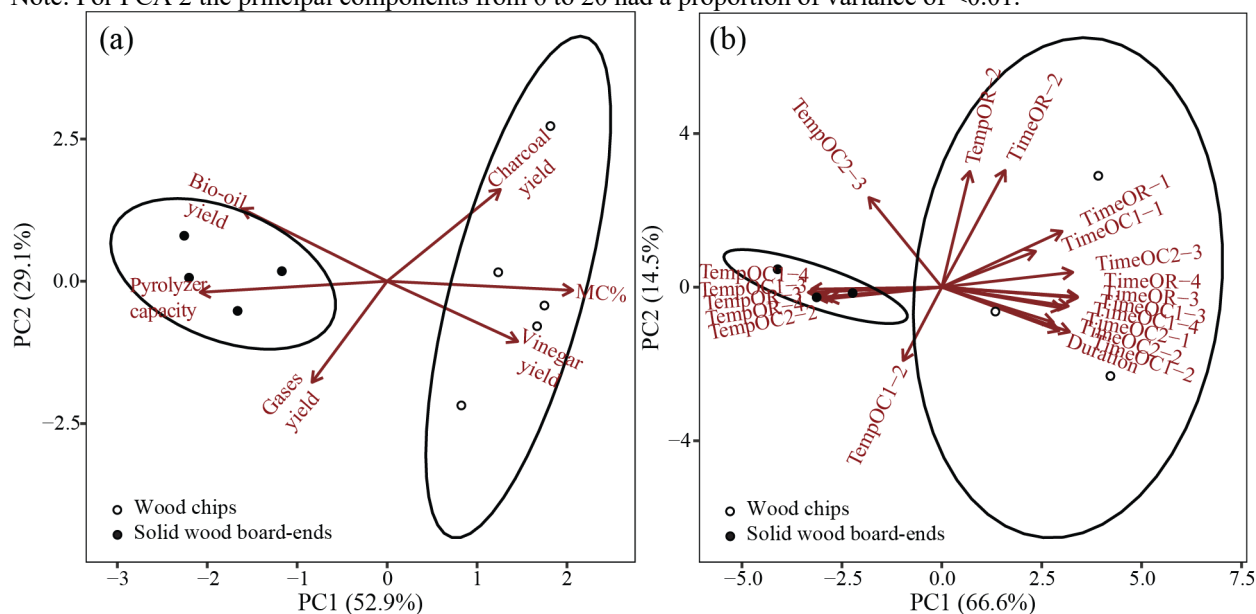 Note: For PCA-2 the principal components from 6 to 20 had a proportion of variance of <0.01.
(a)
Charcoal
yield
Bio-oil
yield
Pyrolyzer
capacity
MC%
Vinegar
yield
Gases
yield
Wood chips
Solid wood board-ends
2.5
0.0
−2.5
PC2 (29.1%)
−3
−2
−1
0
1
2
PC1 (52.9%)
(b)
TempOR−2
TimeOR−2
TempOC2−3
TimeOR−1
TimeOC1−1
TimeOC2−3
TempOC1−4
TempOC1−3
TempOR−1
TempOR−4
TempOC2−2
TimeOR−4
TimeOR−3
TimeOC1−3
TimeOC1−4
TimeOC2−1
TimeOC2−2
TimeOC1−2
Duration
TempOC1−2
Wood chips
Solid wood board-ends
4
0
−4
PC2 (14.5%)
−5.0
−2.5
0.0
2.5
5.0
7.5
PC1 (66.6%)